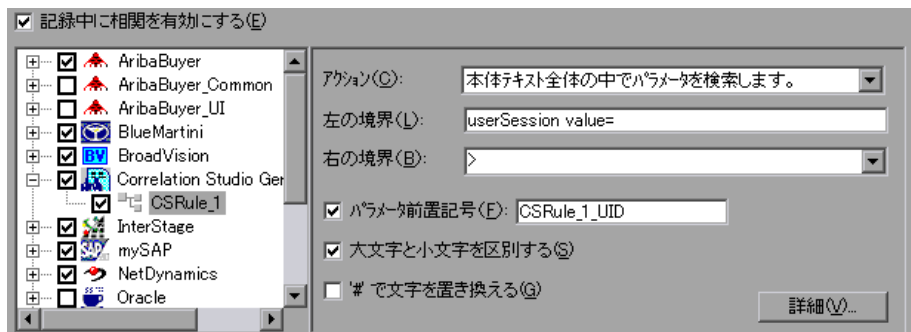 記録中に相関を有効にする(E)
AribaBuyer
AribaBuyer_Common
AribaBuyer_UI
BlueMartini
BV BroadVision
Correlation Studio Ger
CSRule_1
InterStage
mySAP
NetDynamics
Oracle
アクション(C): 本体テキスト全体の中でパラメータを検索します。
左の境界(L): userSession value=
右の境界(B): >
パラメータ前置記号(F): CSRule_1_UID
大文字と小文字を区別する(S)
'#' で文字を置き換える(G)
詳細(V)...